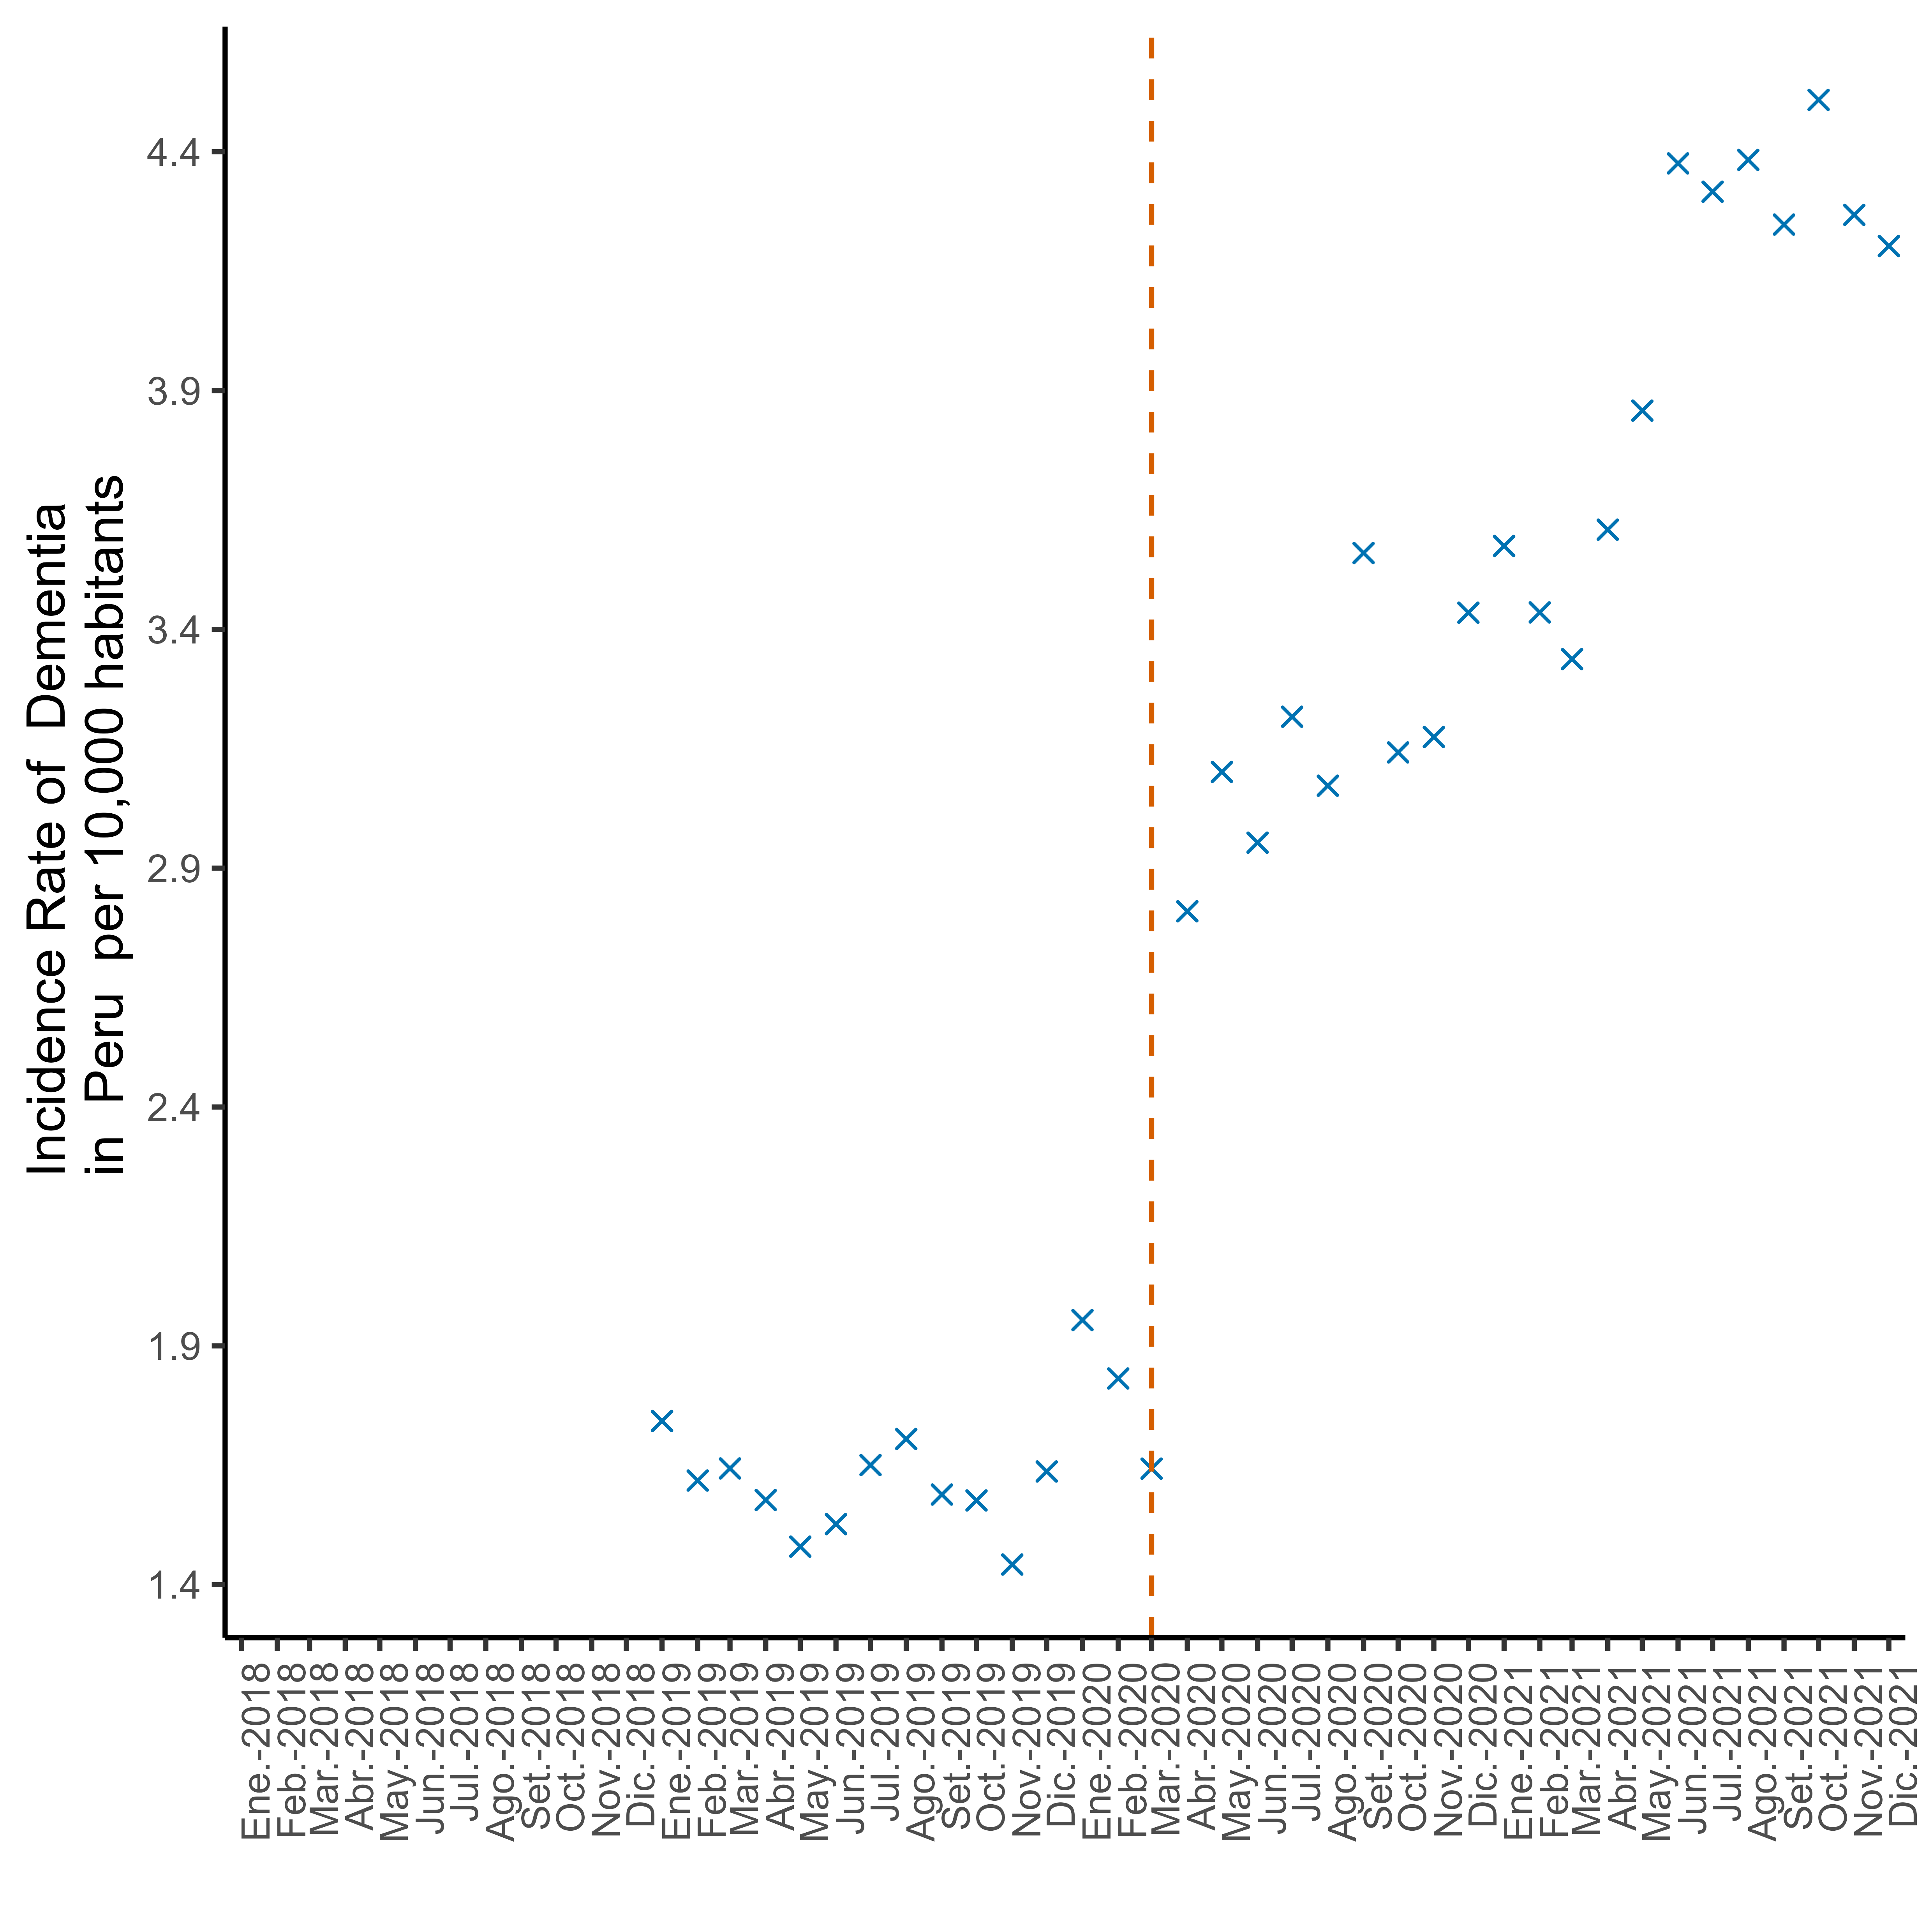 Incidence Rate of Dementia
in Peru per 10,000 habitants
4.4
3.9
3.4
2.9
2.4
1.9
1.4
Ene.-2018
Feb.-2018
Mar.-2018
Abr.-2018
May.-2018
Jun.-2018
Jul.-2018
Ago.-2018
Set.-2018
Oct.-2018
Nov.-2018
Dic.-2018
Ene.-2019
Feb.-2019
Mar.-2019
Abr.-2019
May.-2019
Jun.-2019
Jul.-2019
Ago.-2019
Set.-2019
Oct.-2019
Nov.-2019
Dic.-2019
Ene.-2020
Feb.-2020
Mar.-2020
Abr.-2020
May.-2020
Jun.-2020
Jul.-2020
Ago.-2020
Set.-2020
Oct.-2020
Nov.-2020
Dic.-2020
Ene.-2021
Feb.-2021
Mar.-2021
Abr.-2021
May.-2021
Jun.-2021
Jul.-2021
Ago.-2021
Set.-2021
Oct.-2021
Nov.-2021
Dic.-2021